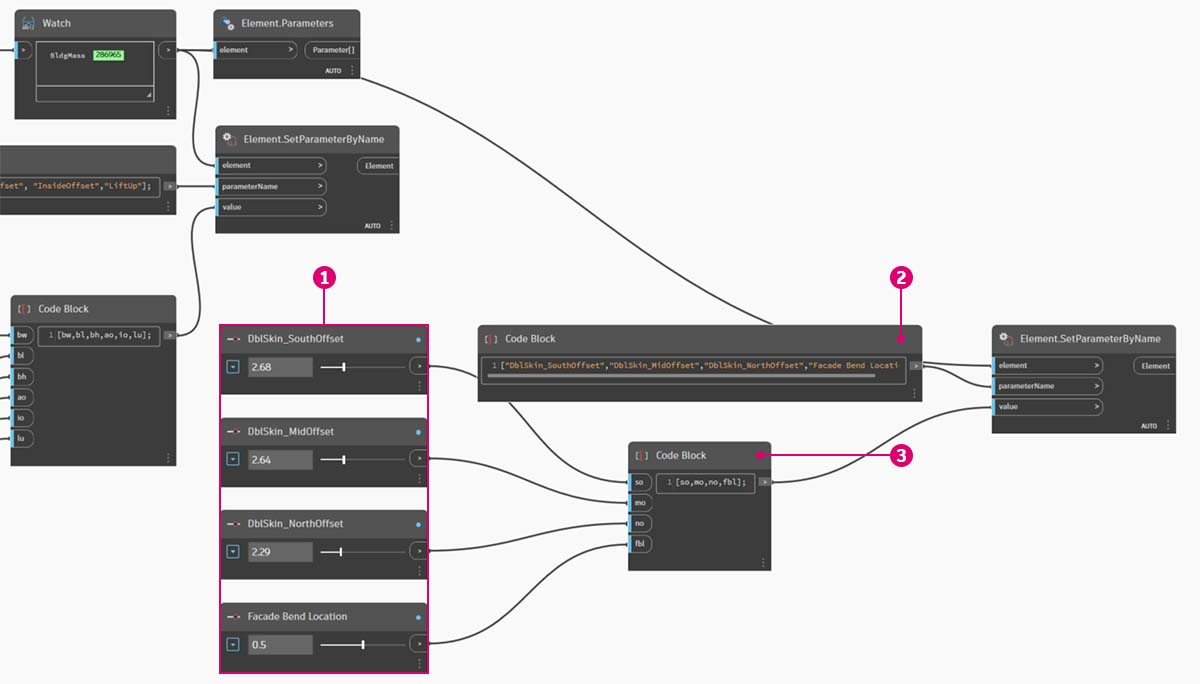 Watch
>
BldgMass 286965
>
Element.Parameters
element >
Parameter[]
AUTO
Element.SetParameterByName
element >
Element
parameterName >
value >
AUTO
fset", "InsideOffset","LiftUp"];
>
Code Block
bw
1 [bw,bl,bh,ao,io,lu];
>
bl
bh
ao
io
lu
1
DblSkin_SouthOffset
2.68
>
DblSkin_MidOffset
2.64
>
DblSkin_NorthOffset
2.29
>
Facade Bend Location
0.5
>
2
Code Block
1 ["DblSkin_SouthOffset","DblSkin_MidOffset","DblSkin_NorthOffset","Facade Bend Locati
>
3
Code Block
so
1 [so,mo,no,fbl];
>
mo
no
fbl
Element.SetParameterByName
element >
Element
parameterName >
value >
AUTO